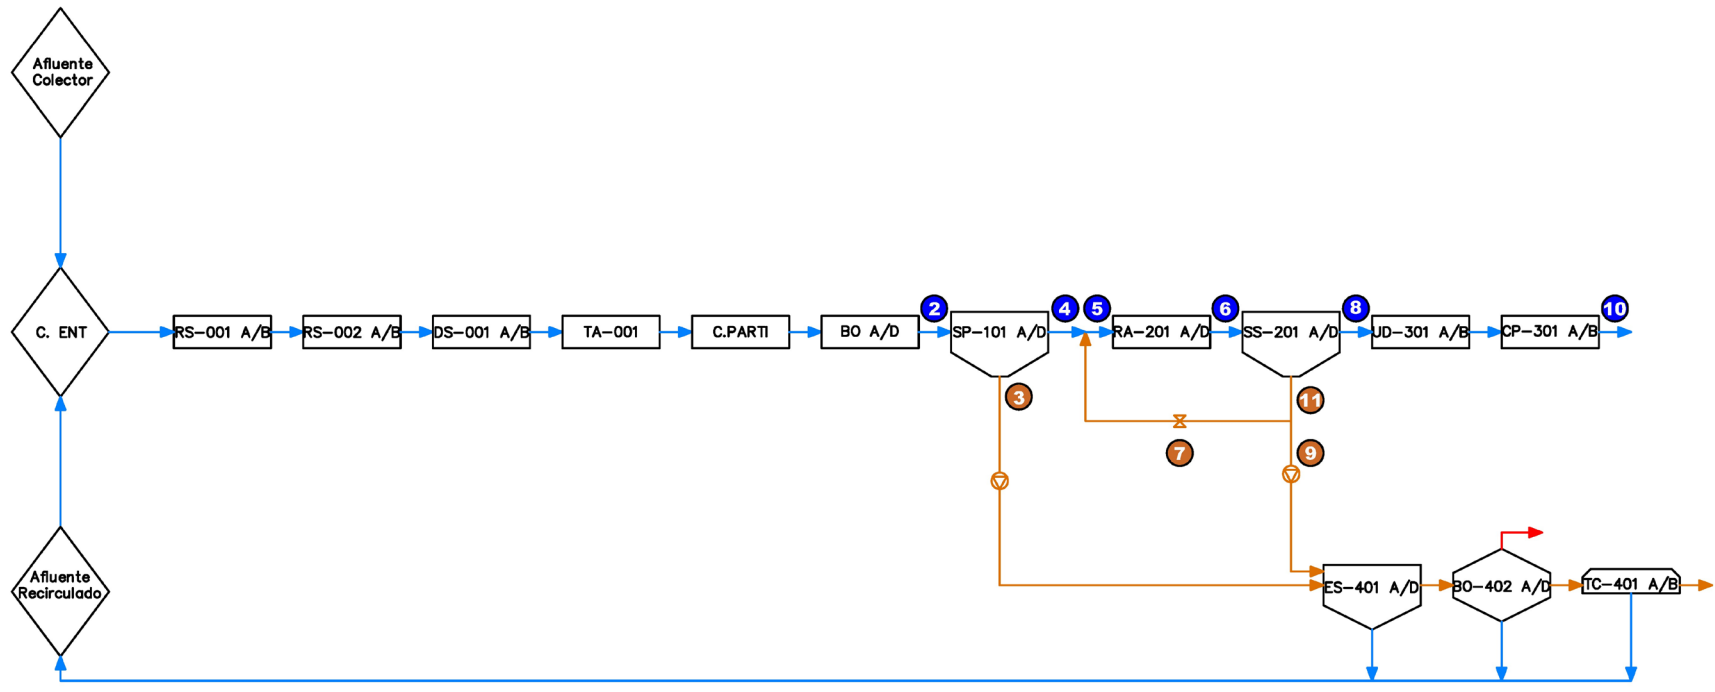 Afluente
Colector
C. ENT
RS-001 A/B
RS-002 A/B
DS-001 A/B
TA-001
C.PARTI
BO A/D
2
SP-101 A/D
4
5
RA-201 A/D
6
SS-201 A/D
8
UD-301 A/B
CP-301 A/B
10
3
11
7
9
Afluente
Recirculado
ES-401 A/D
BO-402 A/D
TC-401 A/B